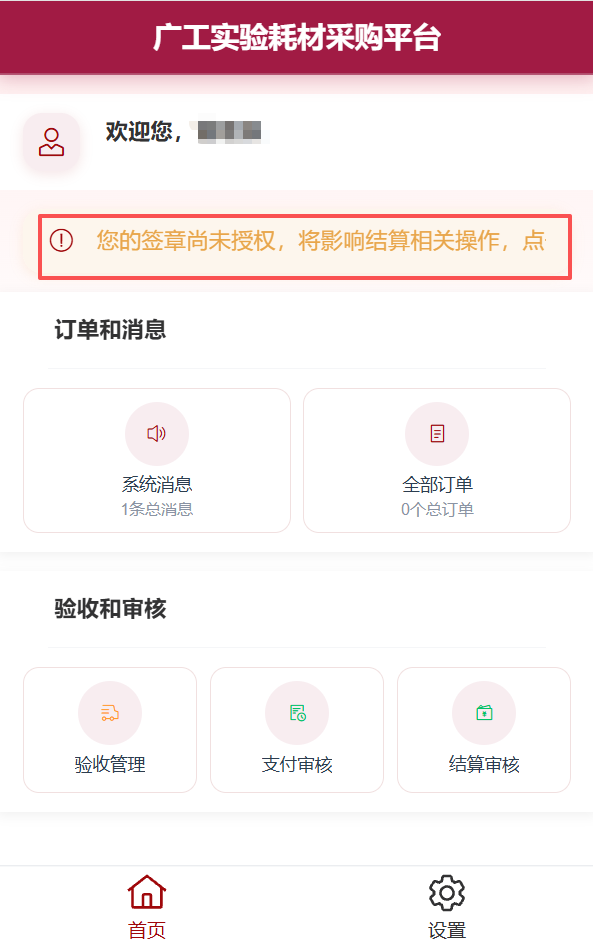 广工实验耗材采购平台
欢迎您，
您的签章尚未授权，将影响结算相关操作，点
订单和消息
系统消息
1条总消息
全部订单
0个总订单
验收和审核
验收管理
支付审核
结算审核
首页
设置